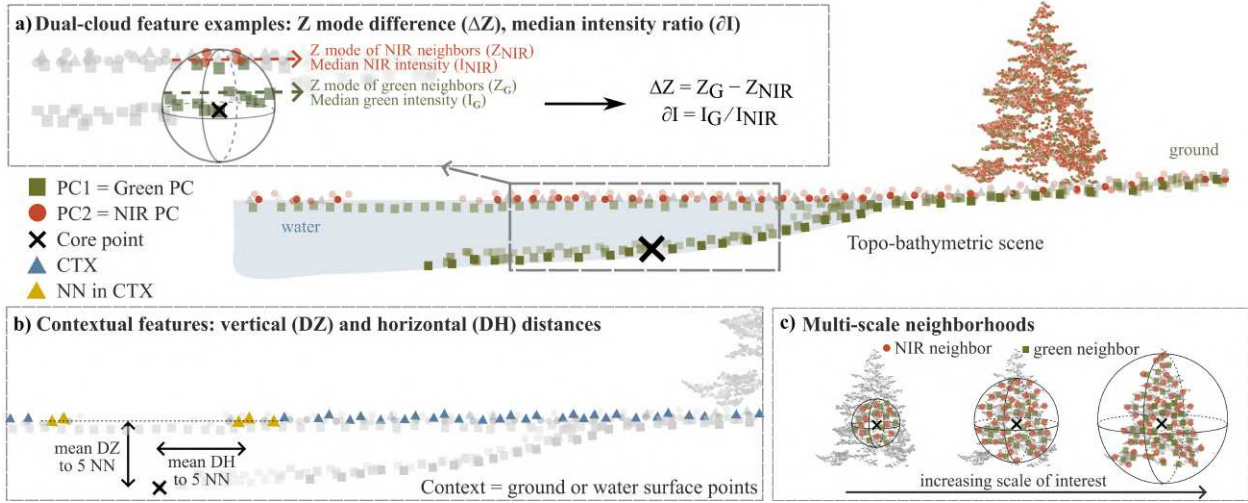 a) Dual-cloud feature examples: Z mode difference (ΔZ), median intensity ratio (∂I)
Z mode of NIR neighbors (ZNIR)
Median NIR intensity (INIR)
Z mode of green neighbors (ZG)
Median green intensity (IG)
ΔZ = ZG – ZNIR
∂I = IG/INIR
ground
PC1 = Green PC
PC2 = NIR PC
Core point
CTX
NN in CTX
water
Topo-bathymetric scene
b) Contextual features: vertical (DZ) and horizontal (DH) distances
mean DZ
to 5 NN
mean DH
to 5 NN
Context = ground or water surface points
c) Multi-scale neighborhoods
NIR neighbor
green neighbor
increasing scale of interest